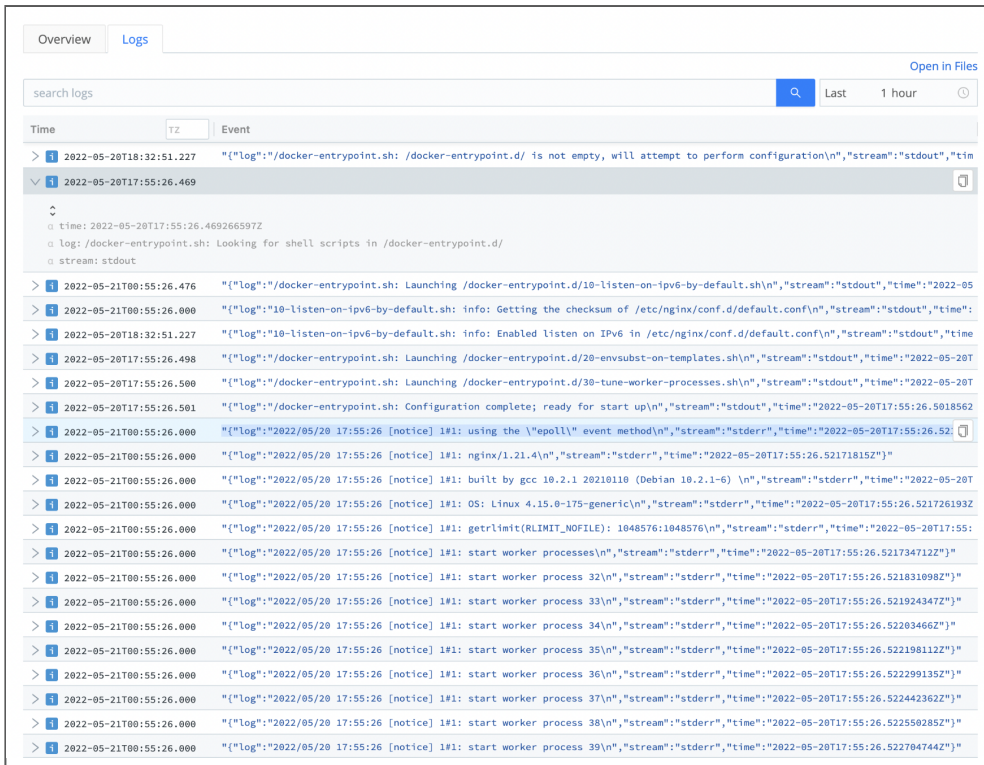 Overview Logs
Open in Files
search logs Last 1 hour
Time TZ Event
2022-05-20T18:32:51.227 "{"log":"/docker-entrypoint.sh: /docker-entrypoint.d/ is not empty, will attempt to perform configuration\n","stream":"stdout","tim
2022-05-20T17:55:26.469
time: 2022-05-20T17:55:26.469266597Z
log: /docker-entrypoint.sh: Looking for shell scripts in /docker-entrypoint.d/
stream: stdout
2022-05-21T00:55:26.476 "{"log":"/docker-entrypoint.sh: Launching /docker-entrypoint.d/10-listen-on-ipv6-by-default.sh\n","stream":"stdout","time":"2022-05
2022-05-21T00:55:26.000 "{"log":"10-listen-on-ipv6-by-default.sh: info: Getting the checksum of /etc/nginx/conf.d/default.conf\n","stream":"stdout","time":
2022-05-20T18:32:51.227 "{"log":"10-listen-on-ipv6-by-default.sh: info: Enabled listen on IPv6 in /etc/nginx/conf.d/default.conf\n","stream":"stdout","time
2022-05-20T17:55:26.498 "{"log":"/docker-entrypoint.sh: Launching /docker-entrypoint.d/20-envsubst-on-templates.sh\n","stream":"stdout","time":"2022-05-20T
2022-05-20T17:55:26.500 "{"log":"/docker-entrypoint.sh: Launching /docker-entrypoint.d/30-tune-worker-processes.sh\n","stream":"stdout","time":"2022-05-20T
2022-05-20T17:55:26.501 "{"log":"/docker-entrypoint.sh: Configuration complete; ready for start up\n","stream":"stdout","time":"2022-05-20T17:55:26.5018562
2022-05-21T00:55:26.000 "{"log":"2022/05/20 17:55:26 [notice] 1#1: using the \"epoll\" event method\n","stream":"stderr","time":"2022-05-20T17:55:26.52
2022-05-21T00:55:26.000 "{"log":"2022/05/20 17:55:26 [notice] 1#1: nginx/1.21.4\n","stream":"stderr","time":"2022-05-20T17:55:26.52171815Z"}"
2022-05-21T00:55:26.000 "{"log":"2022/05/20 17:55:26 [notice] 1#1: built by gcc 10.2.1 20210110 (Debian 10.2.1-6) \n","stream":"stderr","time":"2022-05-20T
2022-05-21T00:55:26.000 "{"log":"2022/05/20 17:55:26 [notice] 1#1: OS: Linux 4.15.0-175-generic\n","stream":"stderr","time":"2022-05-20T17:55:26.521726193Z
2022-05-21T00:55:26.000 "{"log":"2022/05/20 17:55:26 [notice] 1#1: getrlimit(RLIMIT_NOFILE): 1048576:1048576\n","stream":"stderr","time":"2022-05-20T17:55:
2022-05-21T00:55:26.000 "{"log":"2022/05/20 17:55:26 [notice] 1#1: start worker processes\n","stream":"stderr","time":"2022-05-20T17:55:26.521734712Z"}"
2022-05-21T00:55:26.000 "{"log":"2022/05/20 17:55:26 [notice] 1#1: start worker process 32\n","stream":"stderr","time":"2022-05-20T17:55:26.521831098Z"}"
2022-05-21T00:55:26.000 "{"log":"2022/05/20 17:55:26 [notice] 1#1: start worker process 33\n","stream":"stderr","time":"2022-05-20T17:55:26.521924347Z"}"
2022-05-21T00:55:26.000 "{"log":"2022/05/20 17:55:26 [notice] 1#1: start worker process 34\n","stream":"stderr","time":"2022-05-20T17:55:26.52203466Z"}"
2022-05-21T00:55:26.000 "{"log":"2022/05/20 17:55:26 [notice] 1#1: start worker process 35\n","stream":"stderr","time":"2022-05-20T17:55:26.522198112Z"}"
2022-05-21T00:55:26.000 "{"log":"2022/05/20 17:55:26 [notice] 1#1: start worker process 36\n","stream":"stderr","time":"2022-05-20T17:55:26.522299135Z"}"
2022-05-21T00:55:26.000 "{"log":"2022/05/20 17:55:26 [notice] 1#1: start worker process 37\n","stream":"stderr","time":"2022-05-20T17:55:26.522442362Z"}"
2022-05-21T00:55:26.000 "{"log":"2022/05/20 17:55:26 [notice] 1#1: start worker process 38\n","stream":"stderr","time":"2022-05-20T17:55:26.522550285Z"}"
2022-05-21T00:55:26.000 "{"log":"2022/05/20 17:55:26 [notice] 1#1: start worker process 39\n","stream":"stderr","time":"2022-05-20T17:55:26.522704744Z"}"